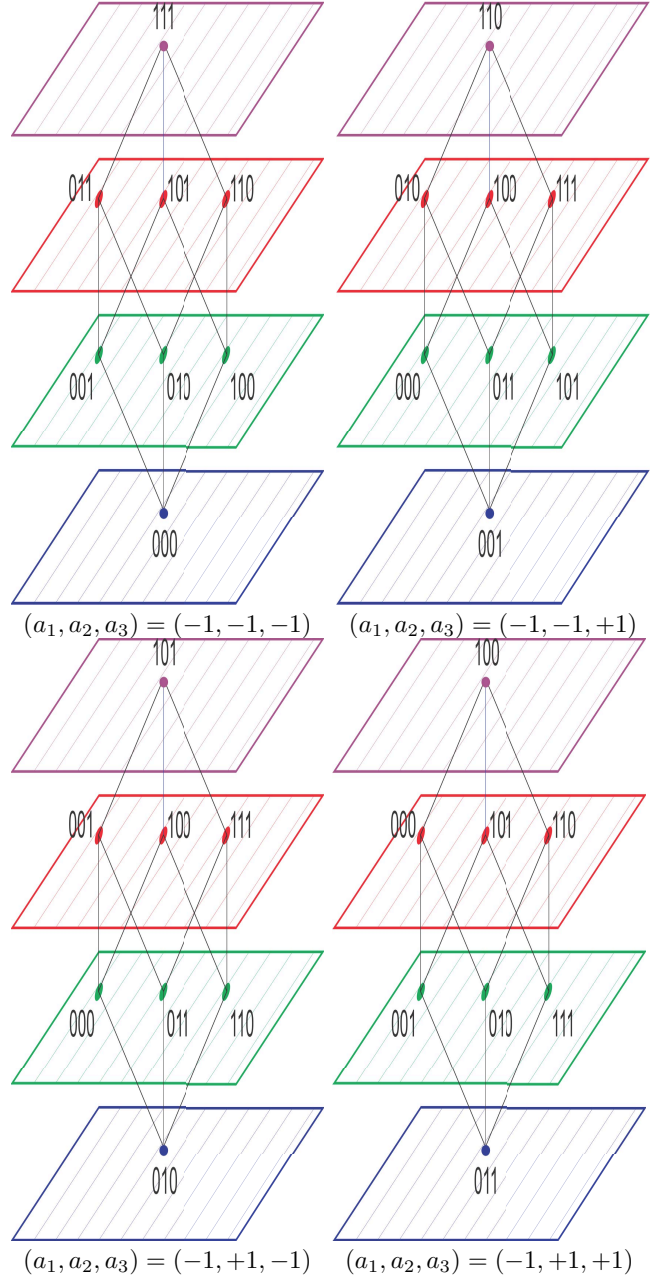 111 110
011 101 110 010 100 111
001 010 100 000 011 101
000 001
(a₁, a₂, a₃) = (−1, −1, −1) (a₁, a₂, a₃) = (−1, −1, +1)
101 100
001 100 111 000 101 110
000 011 110 001 010 111
010 011
(a₁, a₂, a₃) = (−1, +1, −1) (a₁, a₂, a₃) = (−1, +1, +1)